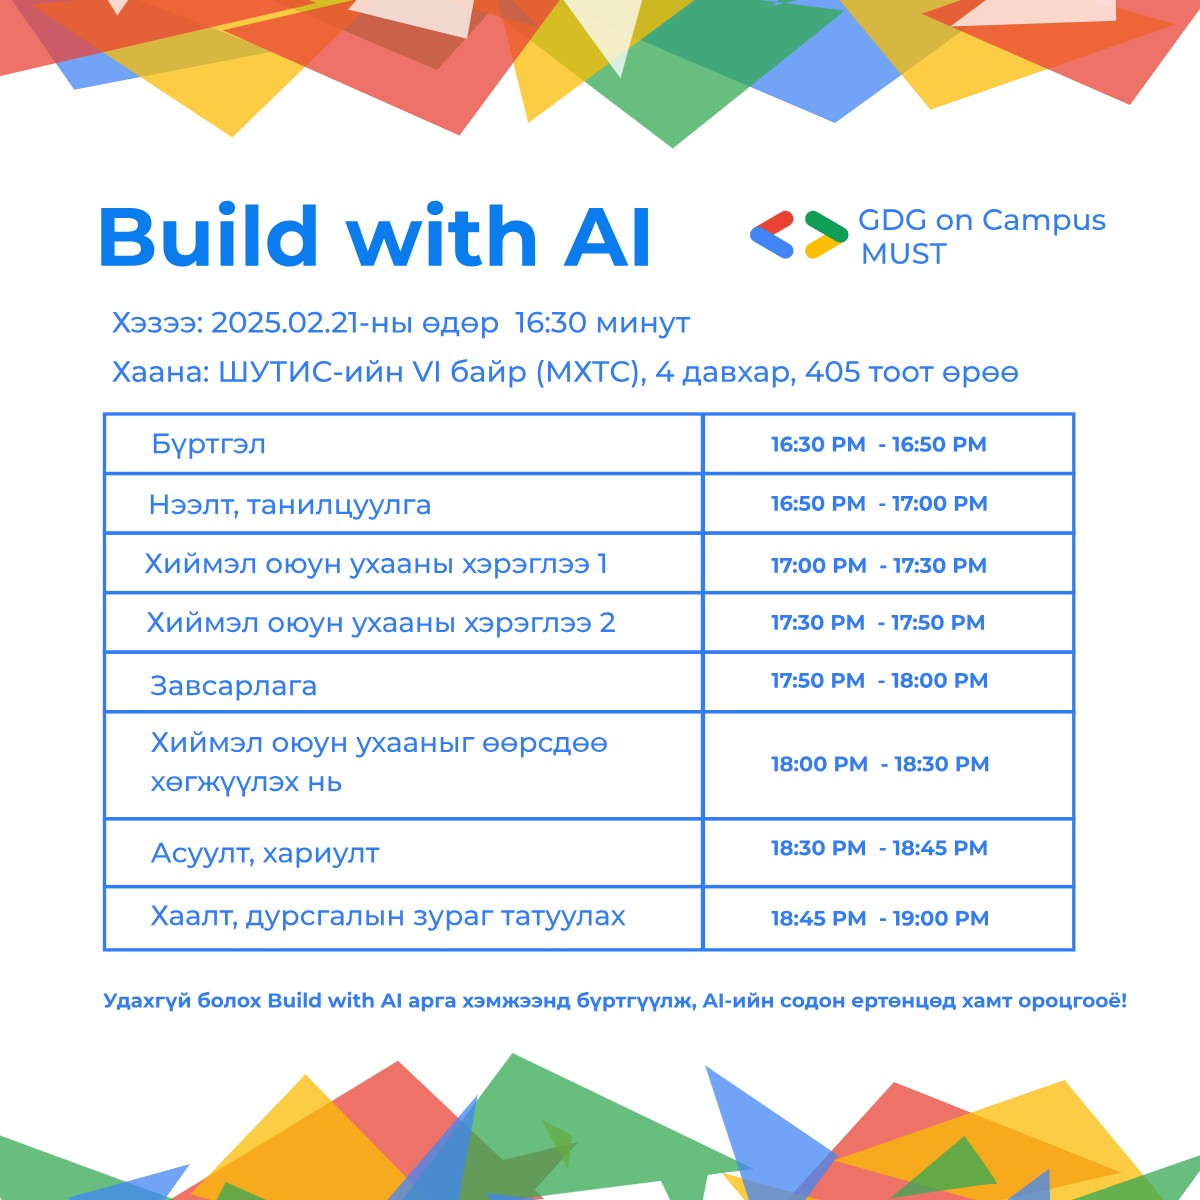 Build with AI
GDG on Campus
MUST
Хэзээ: 2025.02.21-ны өдөр 16:30 минут
Хаана: ШУТИС-ийн VI байр (МХТС), 4 давхар, 405 тоот өрөө
Бүртгэл 16:30 PM - 16:50 PM
Нээлт, танилцуулга 16:50 PM - 17:00 PM
Хиймэл оюун ухааны хэрэглээ 1 17:00 PM - 17:30 PM
Хиймэл оюун ухааны хэрэглээ 2 17:30 PM - 17:50 PM
Завсарлага 17:50 PM - 18:00 PM
Хиймэл оюун ухааныг өөрсдөө
хөгжүүлэх нь
18:00 PM - 18:30 PM
Асуулт, хариулт 18:30 PM - 18:45 PM
Хаалт, дурсгалын зураг татуулах 18:45 PM - 19:00 PM
Удахгүй болох Build with AI арга хэмжээнд бүртгүүлж, AI-ийн содон ертөнцөд хамт ороцгооё!